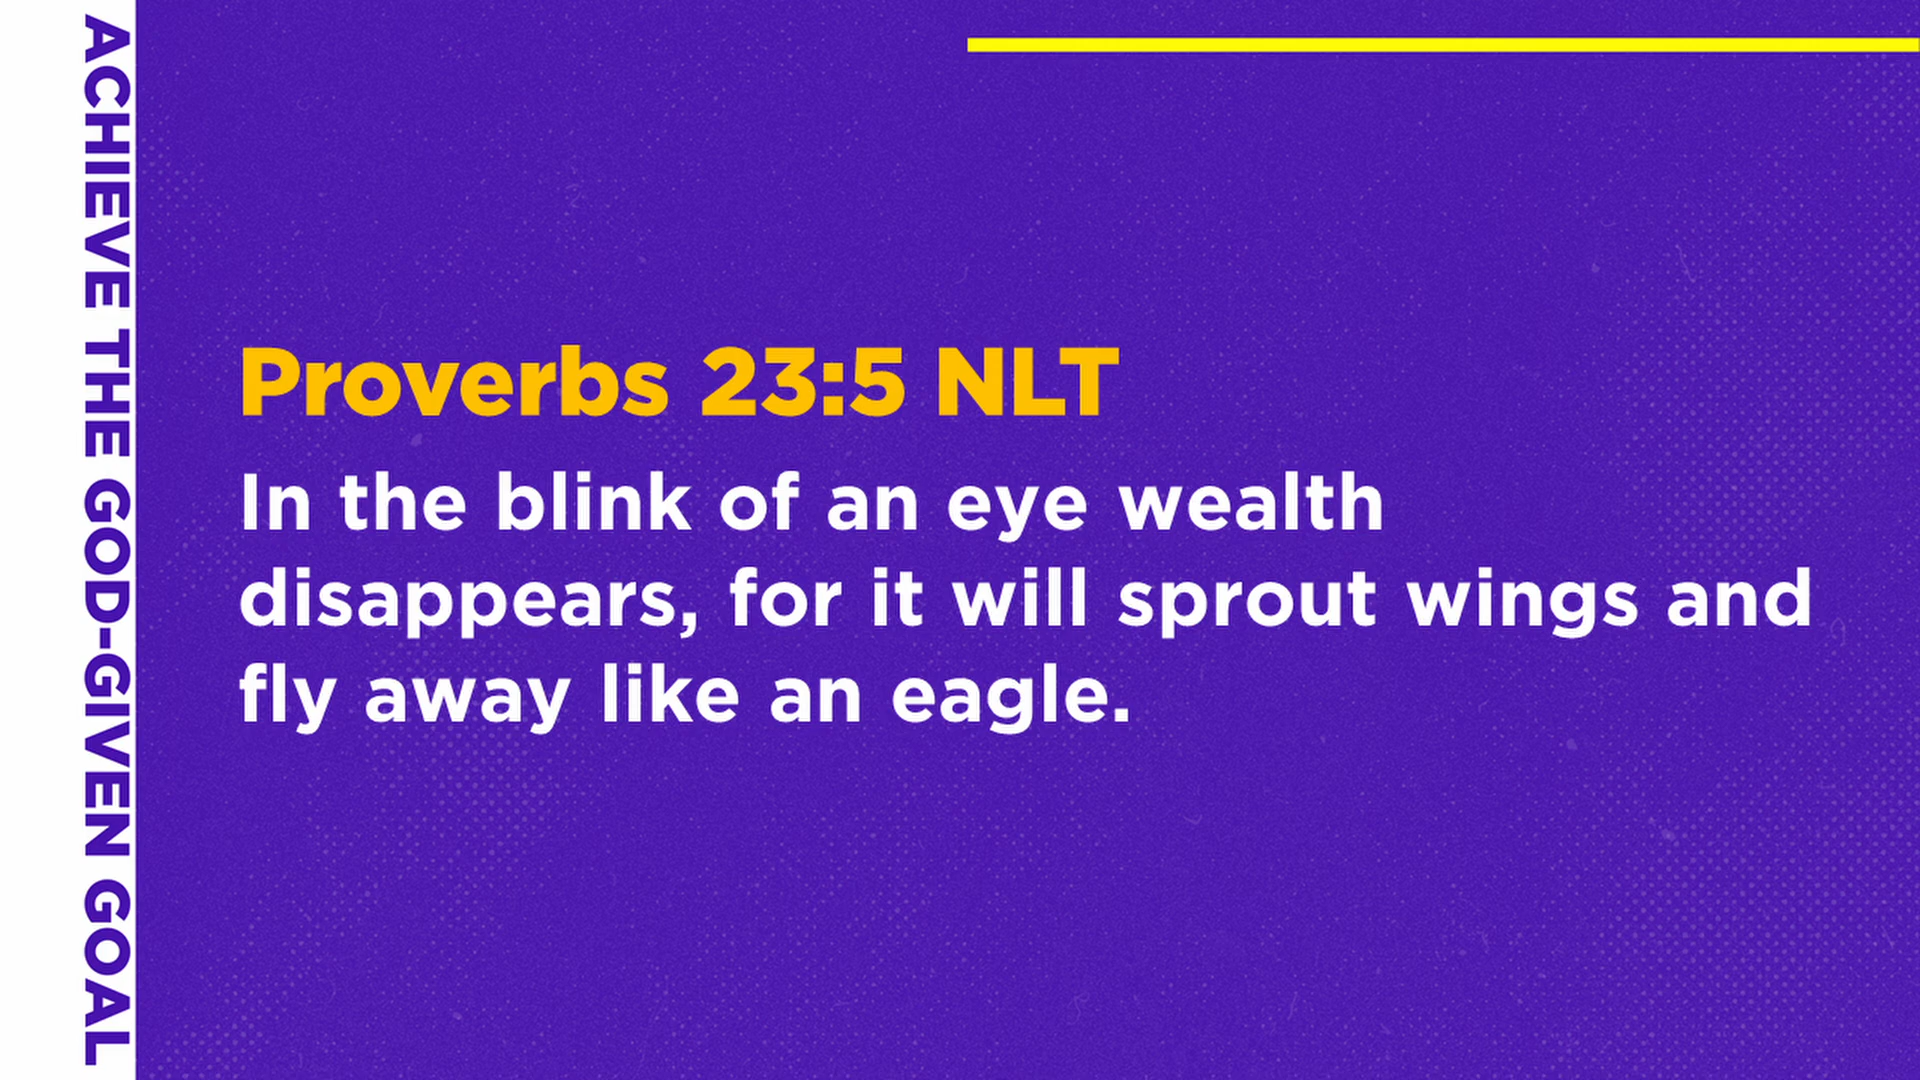 ACHIEVE THE GOD-GIVEN GOAL
Proverbs 23:5 NLT
In the blink of an eye wealth
disappears, for it will sprout wings and
fly away like an eagle.